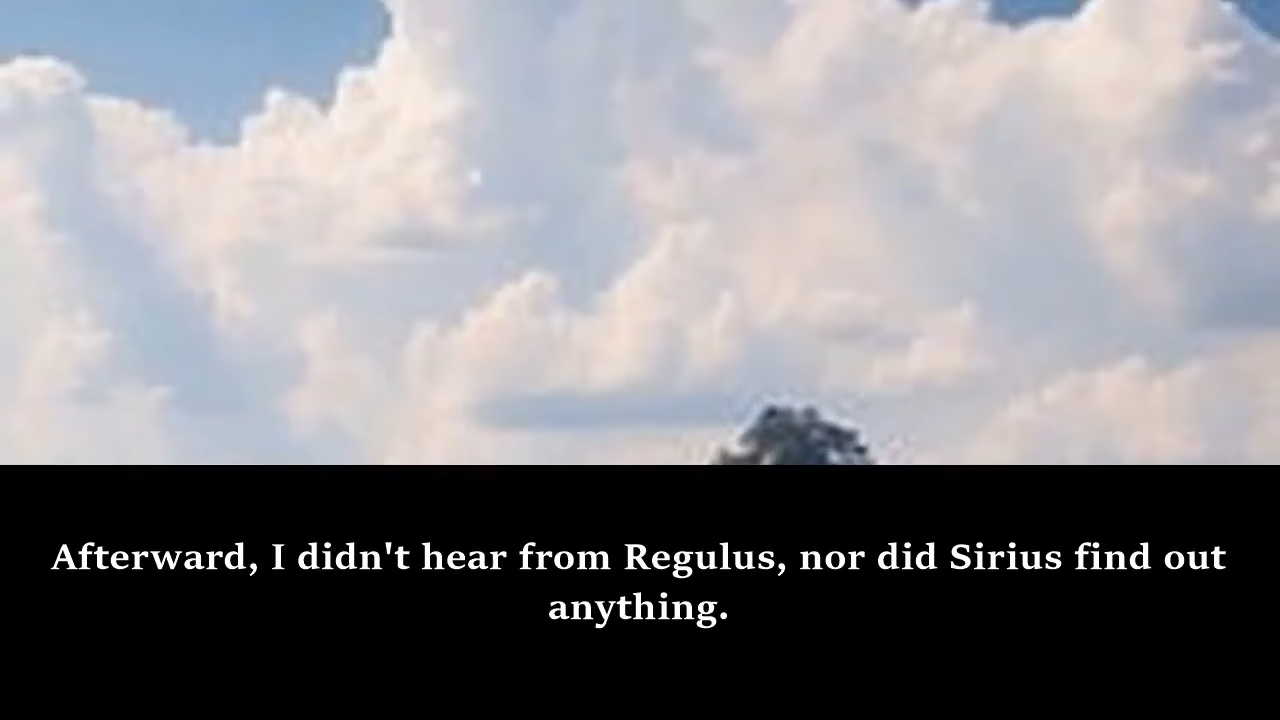 Afterward, I didn't hear from Regulus, nor did Sirius find out
anything.